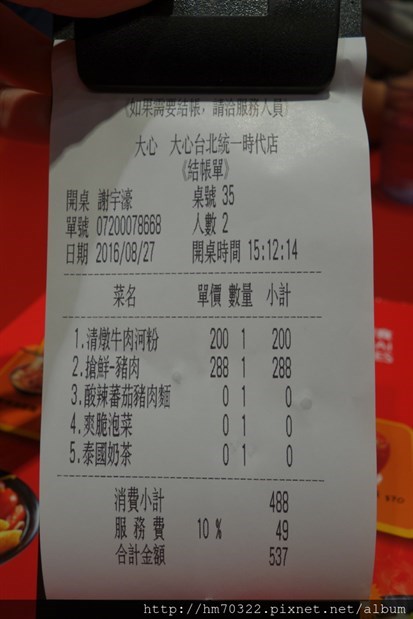 (如果需要結帳, 請洽服務人員)
大心 大心台北統一時代店
《結帳單》
開桌 謝宇濠 桌號 35
單號 07200078668 人數 2
日期 2016/08/27 開桌時間 15:12:14
菜名 單價 數量 小計
1.清燉牛肉河粉 200 1 200
2.搶鮮-豬肉 288 1 288
3.酸辣蕃茄豬肉麵 0 1 0
4.爽脆泡菜 0 1 0
5.泰國奶茶 0 1 0
消費小計 488
服務費 10 % 49
合計金額 537
http://hm70322.pixnet.net/album